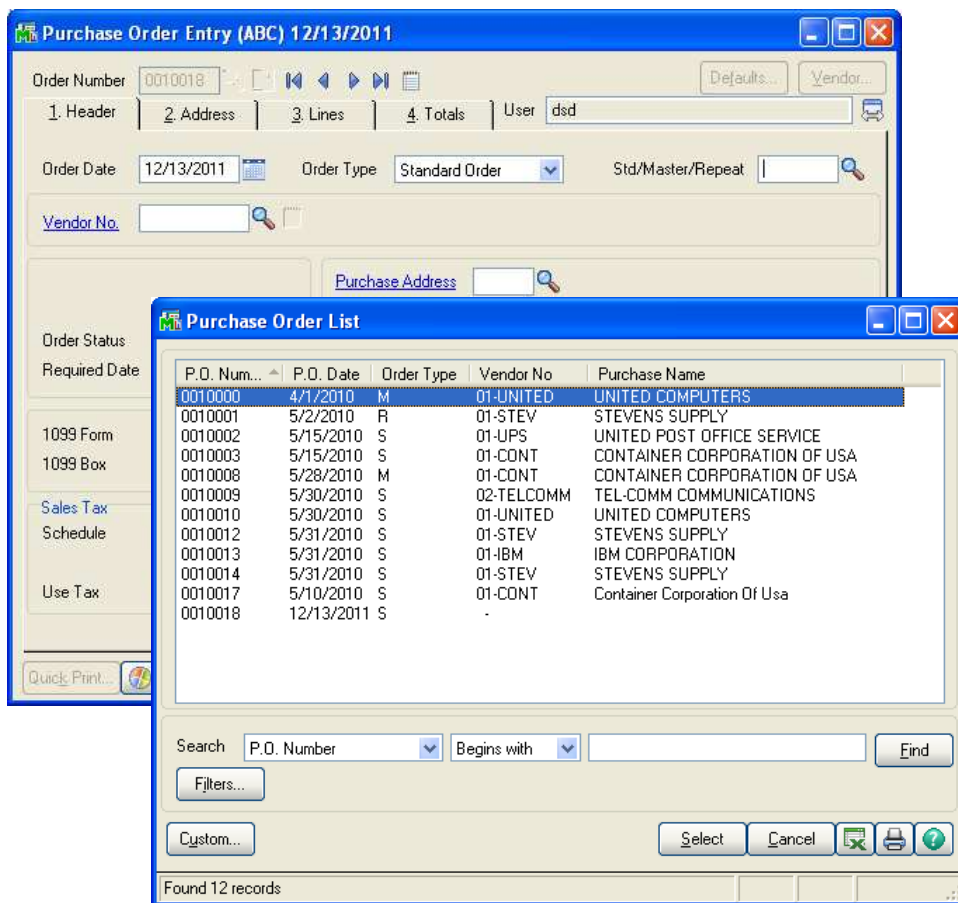 Purchase Order Entry (ABC) 12/13/2011
Order Number 0010018 Defaults... Vendor...
1. Header 2. Address 3. Lines 4. Totals User dsd
Order Date 12/13/2011 Order Type Standard Order Std/Master/Repeat
Vendor No.
Purchase Address
Order Status
Required Date
1099 Form
1099 Box
Sales Tax
Schedule
Use Tax
Quick Print...
Purchase Order List
P.O. Num... P.O. Date Order Type Vendor No Purchase Name
0010000 4/1/2010 M 01-UNITED UNITED COMPUTERS
0010001 5/2/2010 R 01-STEV STEVENS SUPPLY
0010002 5/15/2010 S 01-UPS UNITED POST OFFICE SERVICE
0010003 5/15/2010 S 01-CONT CONTAINER CORPORATION OF USA
0010008 5/28/2010 M 01-CONT CONTAINER CORPORATION OF USA
0010009 5/30/2010 S 02-TELCOMM TEL-COMM COMMUNICATIONS
0010010 5/30/2010 S 01-UNITED UNITED COMPUTERS
0010012 5/31/2010 S 01-STEV STEVENS SUPPLY
0010013 5/31/2010 S 01-IBM IBM CORPORATION
0010014 5/31/2010 S 01-STEV STEVENS SUPPLY
0010017 5/10/2010 S 01-CONT Container Corporation Of Usa
0010018 12/13/2011 S -
Search P.O. Number Begins with Find
Filters...
Custom... Select Cancel
Found 12 records